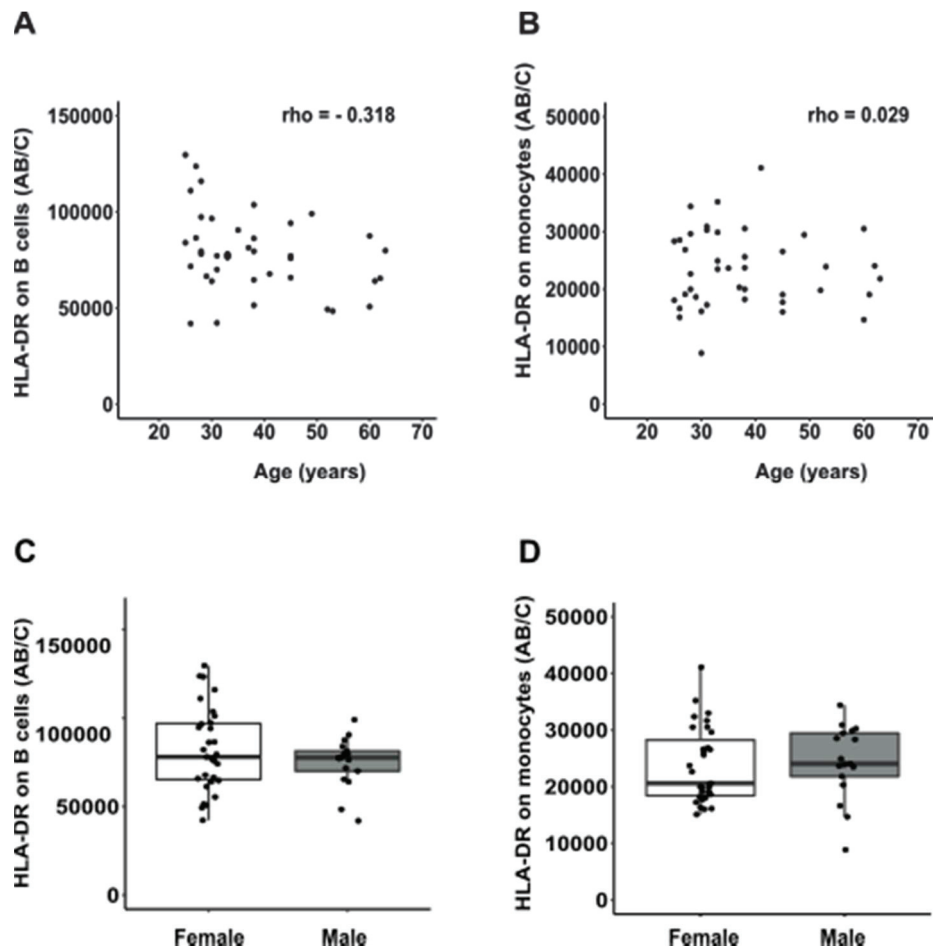 A
HLA-DR on B cells (AB/C)
150000
100000
50000
0
rho = - 0.318
20 30 40 50 60 70
Age (years)
B
HLA-DR on monocytes (AB/C)
50000
40000
30000
20000
10000
0
rho = 0.029
20 30 40 50 60 70
Age (years)
C
HLA-DR on B cells (AB/C)
150000
100000
50000
0
Female Male
D
HLA-DR on monocytes (AB/C)
50000
40000
30000
20000
10000
0
Female Male